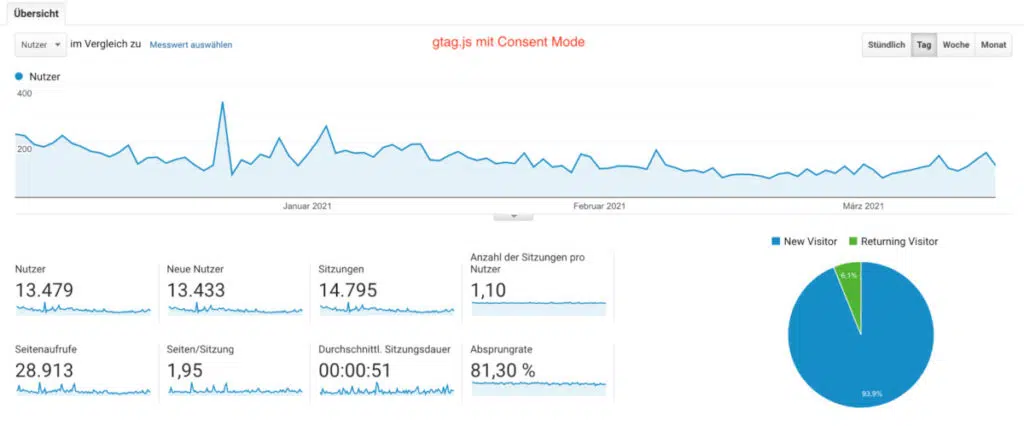 Übersicht
Nutzer im Vergleich zu Messwert auswählen
gtag.js mit Consent Mode
Stündlich Tag Woche Monat
Nutzer
400
200
Januar 2021 Februar 2021 März 2021
New Visitor Returning Visitor
Nutzer
13.479
Neue Nutzer
13.433
Sitzungen
14.795
Anzahl der Sitzungen pro
Nutzer
1,10
Seitenaufrufe
28.913
Seiten/Sitzung
1,95
Durchschnittl. Sitzungsdauer
00:00:51
Absprungrate
81,30 %
6.1%
93.9%